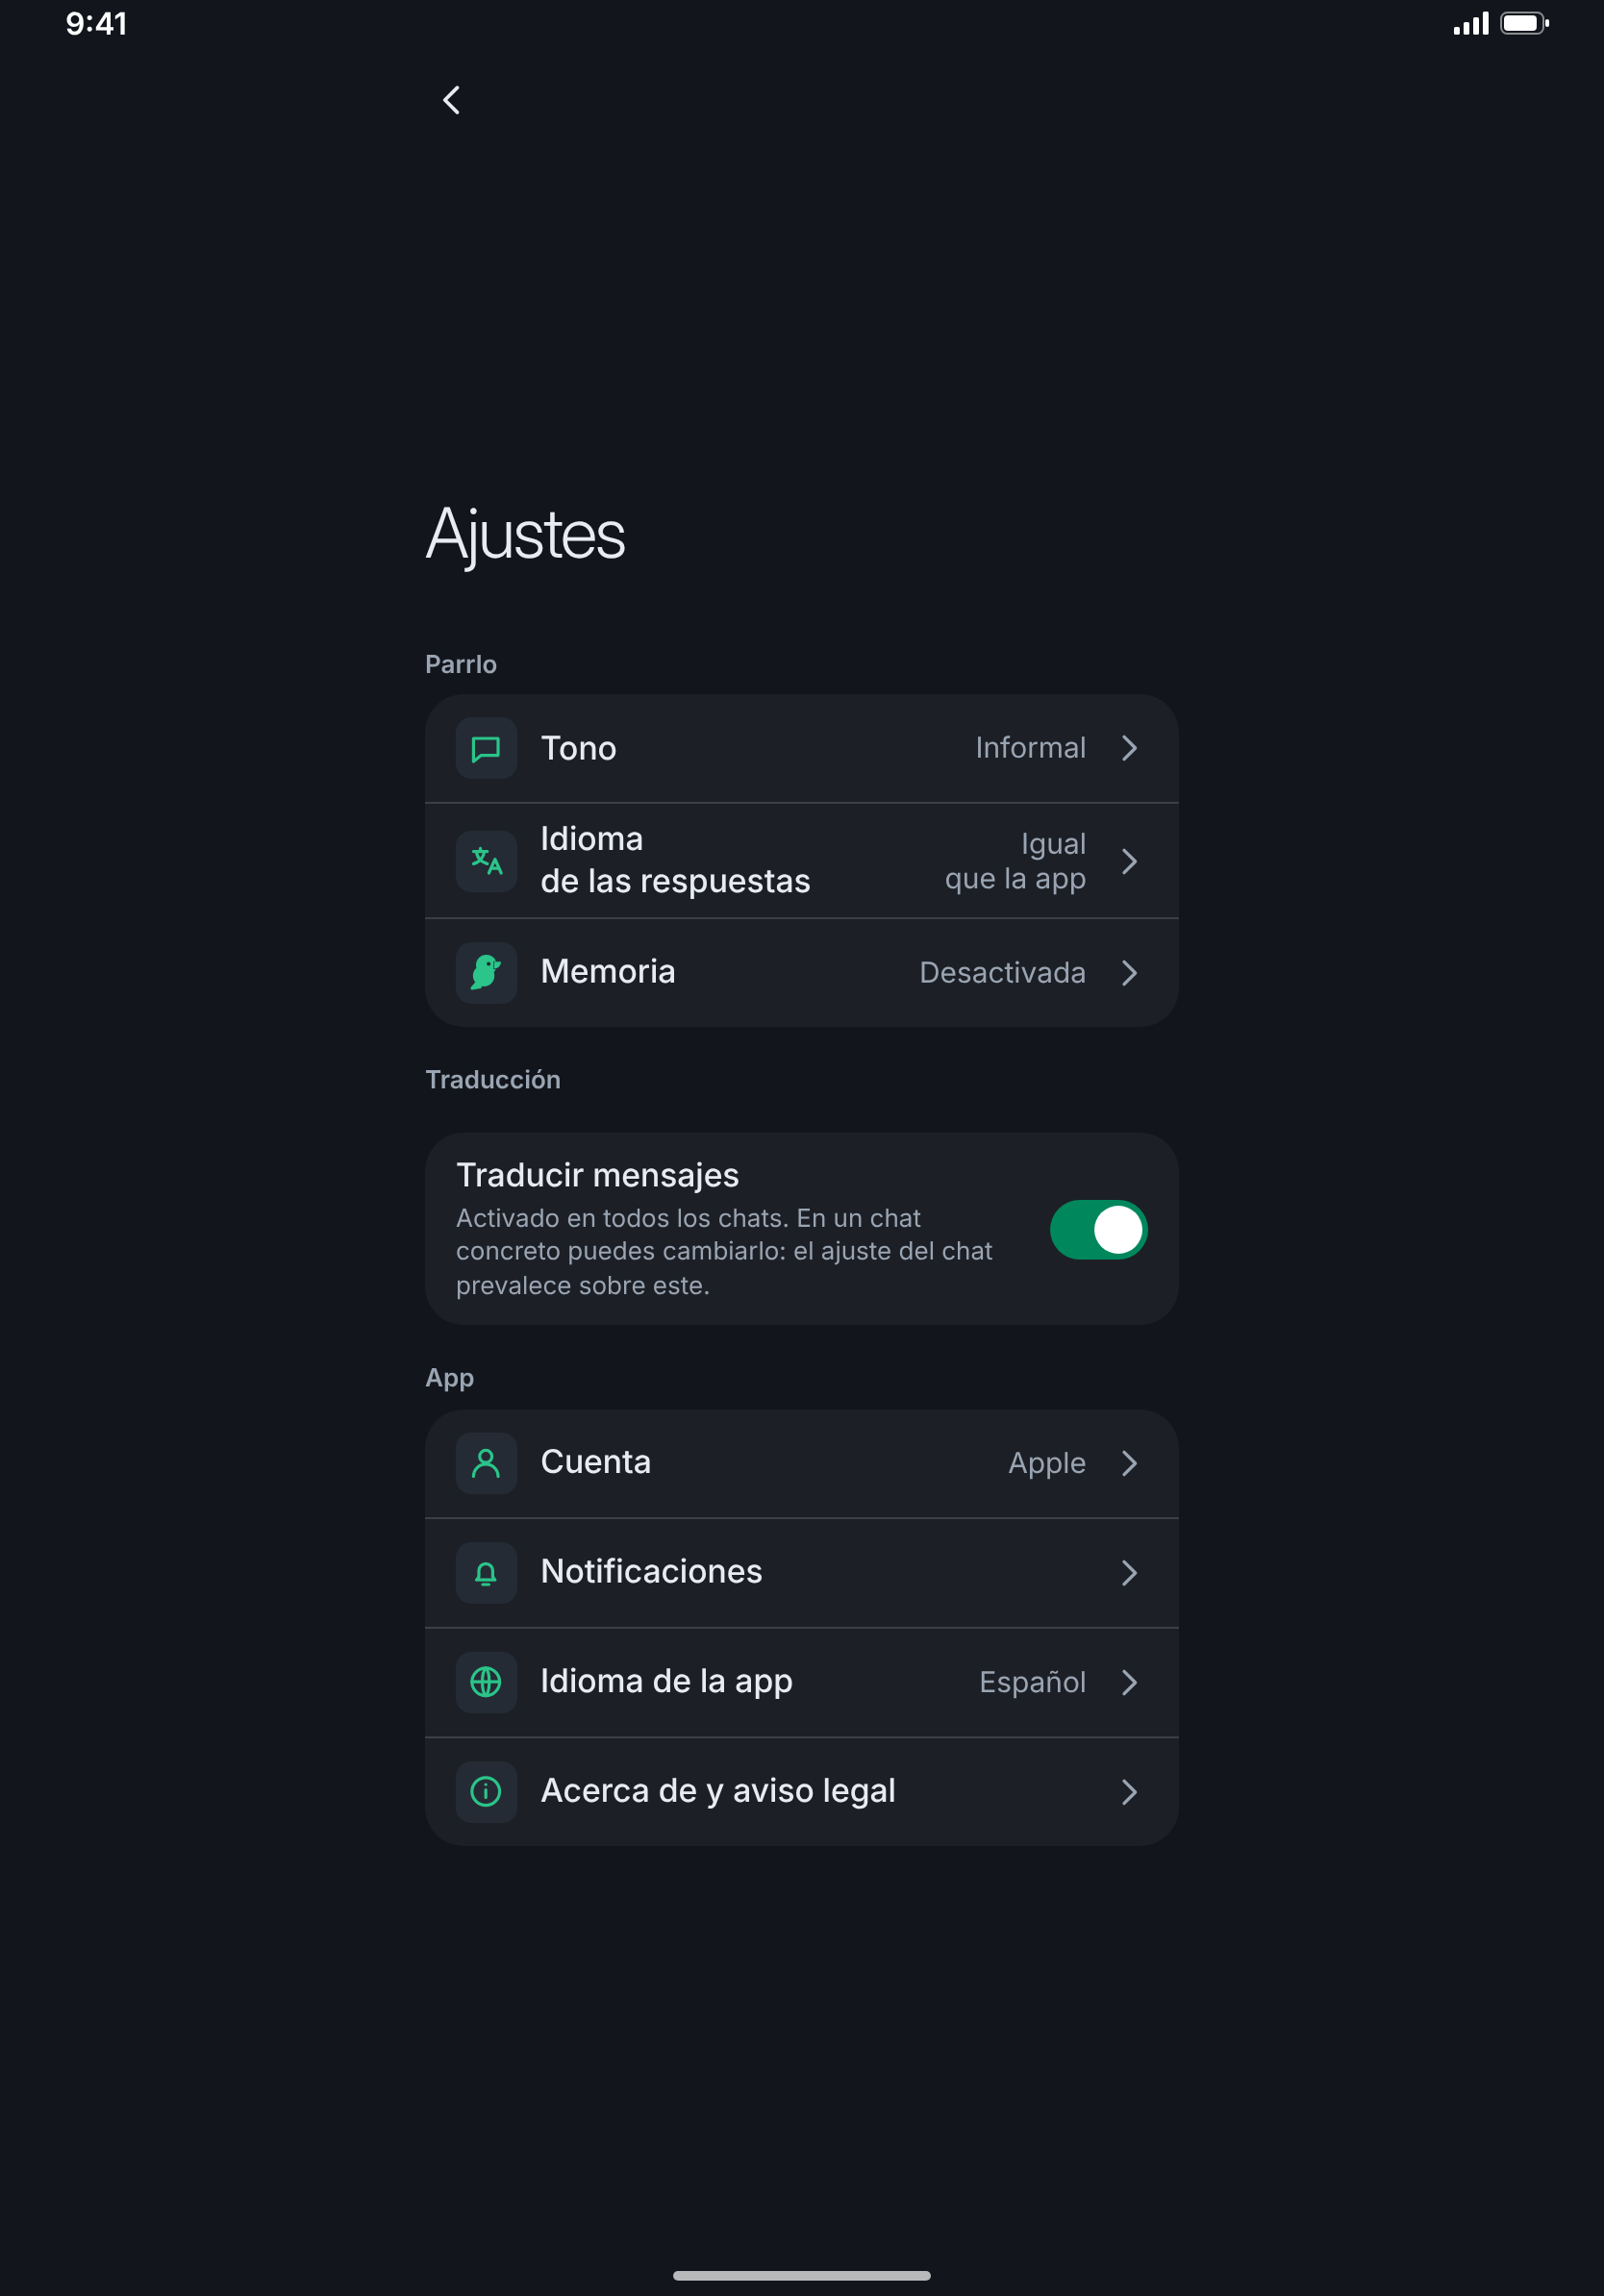 9:41
Ajustes
Parrlo
Tono
Informal
Idioma
de las respuestas
Igual
que la app
Memoria
Desactivada
Traducción
Traducir mensajes
Activado en todos los chats. En un chat
concreto puedes cambiarlo: el ajuste del chat
prevalece sobre este.
App
Cuenta
Apple
Notificaciones
Idioma de la app
Español
Acerca de y aviso legal